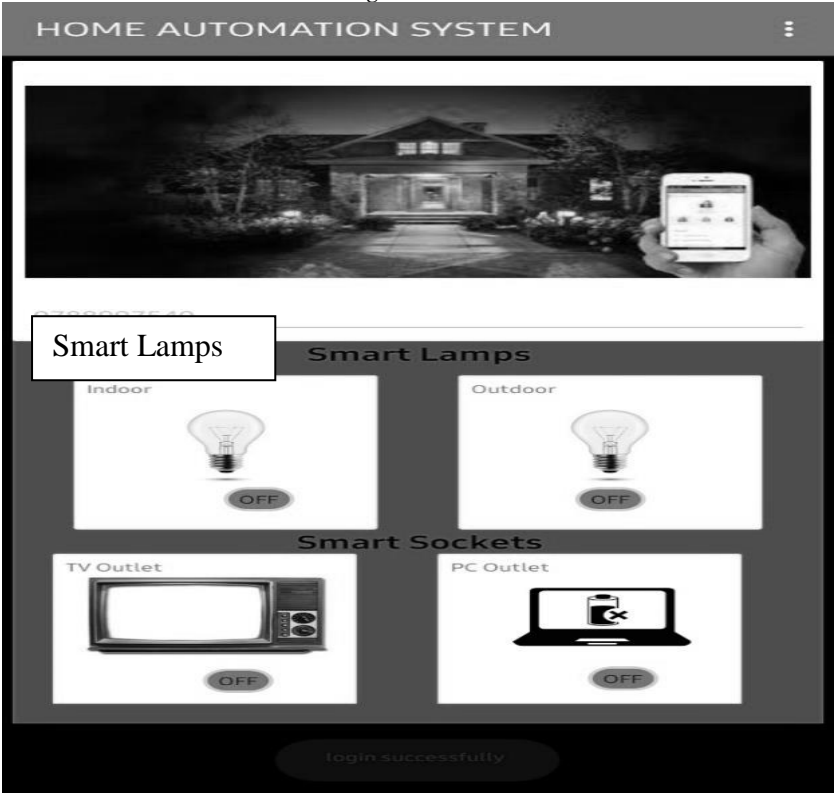 HOME AUTOMATION SYSTEM
Smart Lamps
Smart Lamps
Indoor
Outdoor
OFF
OFF
Smart Sockets
TV Outlet
PC Outlet
OFF
OFF
login successfully